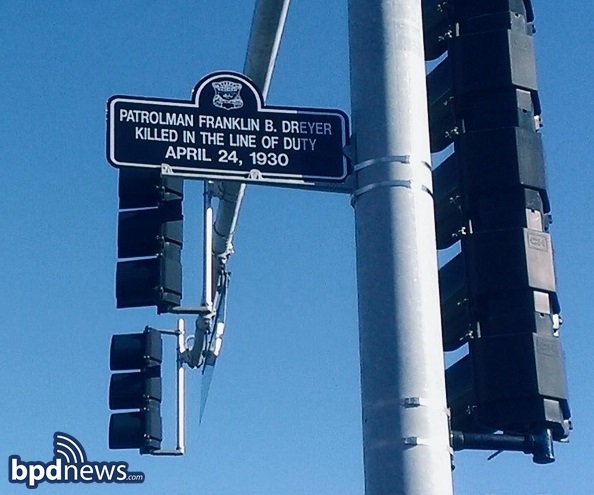 PATROLMAN FRANKLIN B. DREYER
KILLED IN THE LINE OF DUTY
APRIL 24, 1930
bpdnews.com